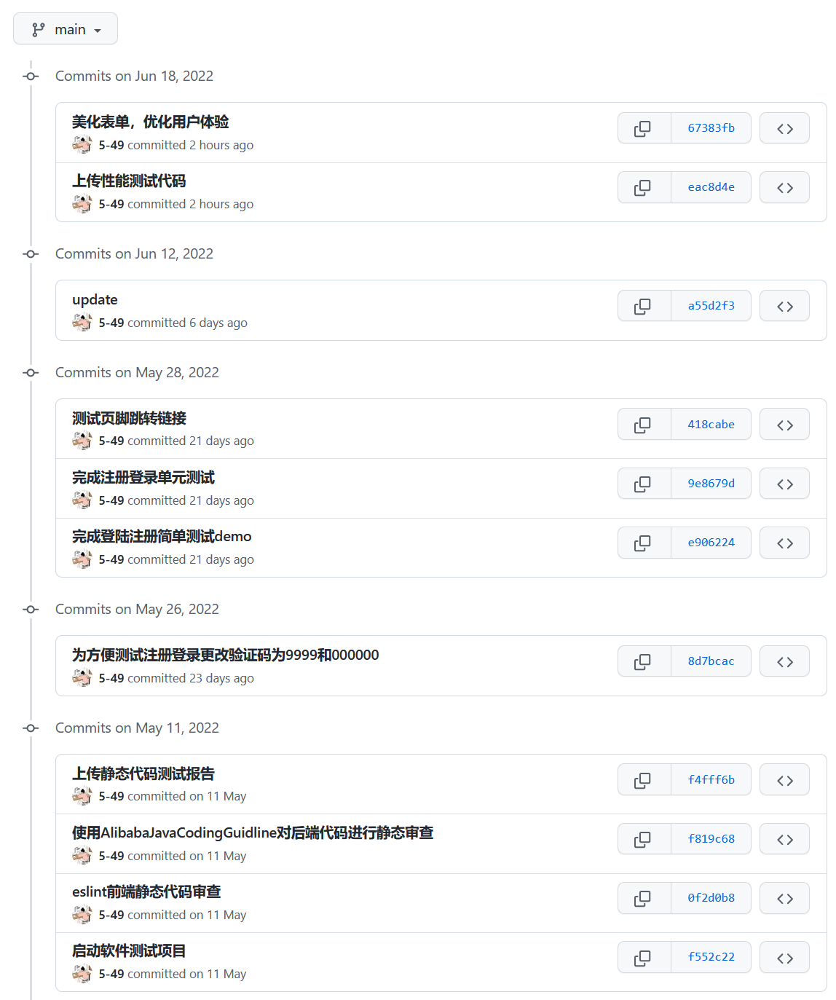 main
Commits on Jun 18, 2022
美化表单，优化用户体验
67383fb
5-49 committed 2 hours ago
上传性能测试代码
eac8d4e
5-49 committed 2 hours ago
Commits on Jun 12, 2022
update
a55d2f3
5-49 committed 6 days ago
Commits on May 28, 2022
测试页脚跳转链接
418cabe
5-49 committed 21 days ago
完成注册登录单元测试
9e8679d
5-49 committed 21 days ago
完成登陆注册简单测试demo
e906224
5-49 committed 21 days ago
Commits on May 26, 2022
为方便测试注册登录更改验证码为9999和000000
8d7bcac
5-49 committed 23 days ago
Commits on May 11, 2022
上传静态代码测试报告
f4fff6b
5-49 committed on 11 May
使用AlibabaJavaCodingGuidline对后端代码进行静态审查
f819c68
5-49 committed on 11 May
eslint前端静态代码审查
0f2d0b8
5-49 committed on 11 May
启动软件测试项目
f552c22
5-49 committed on 11 May